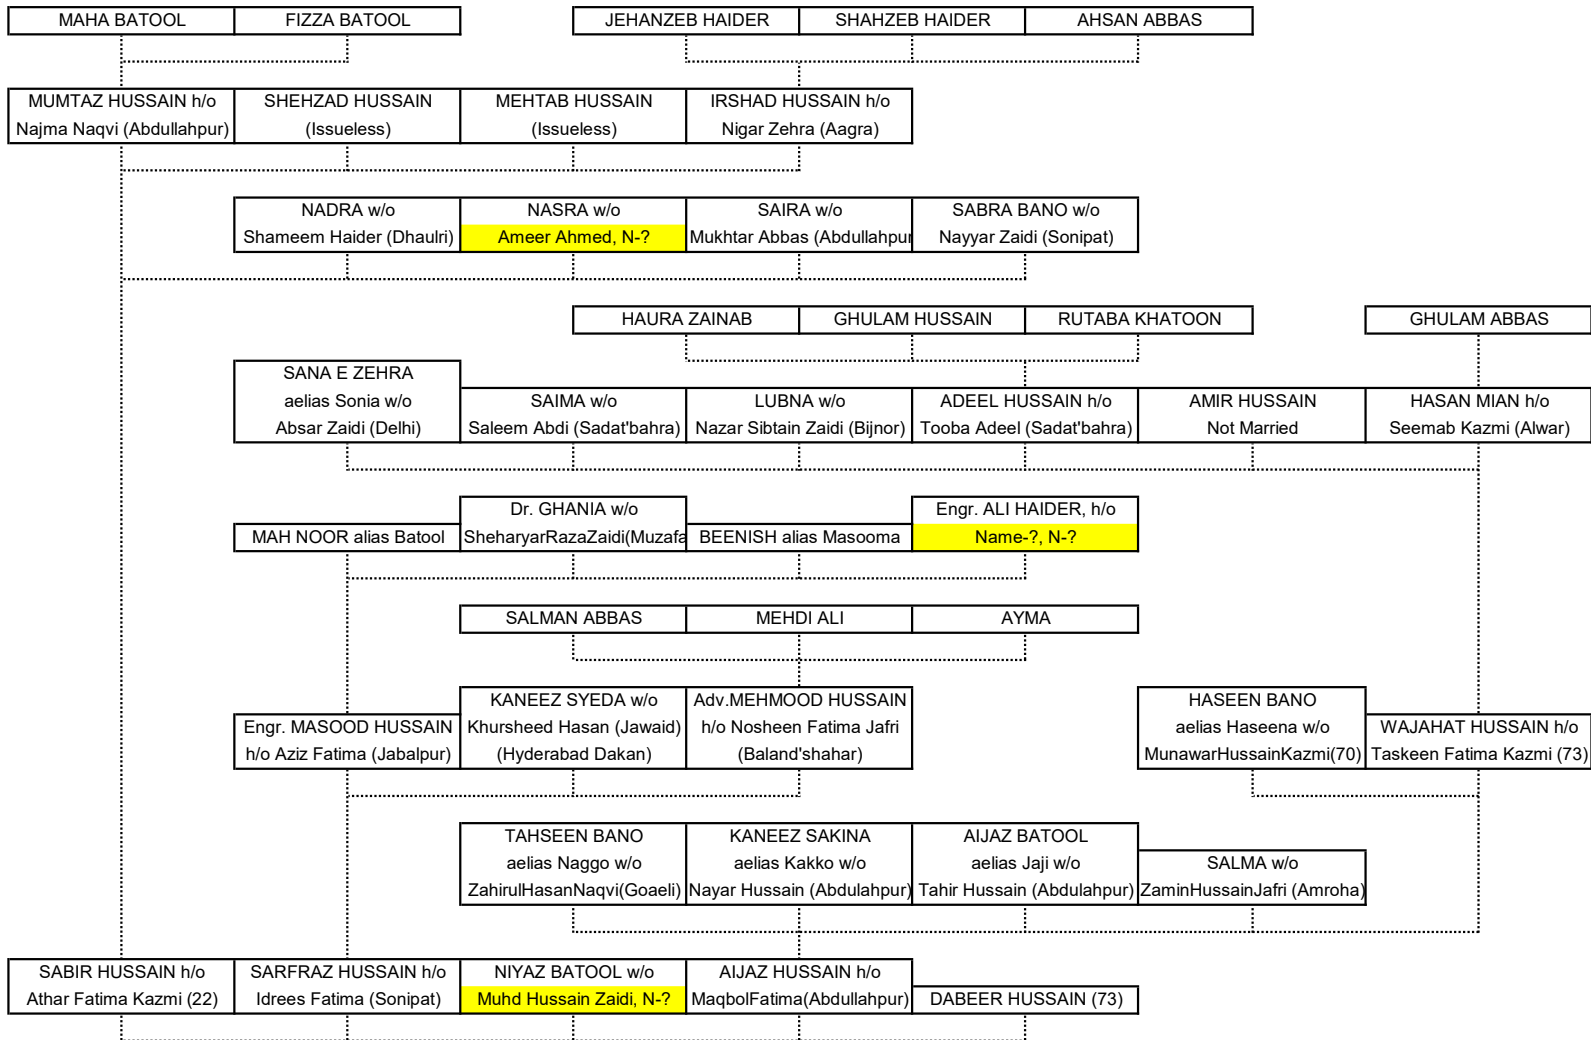 MAHA BATOOL
FIZZA BATOOL
JEHANZEB HAIDER
SHAHZEB HAIDER
AHSAN ABBAS
MUMTAZ HUSSAIN h/o
Najma Naqvi (Abdullahpur)
SHEHZAD HUSSAIN
(Issueless)
MEHTAB HUSSAIN
(Issueless)
IRSHAD HUSSAIN h/o
Nigar Zehra (Aagra)
NADRA w/o
Shameem Haider (Dhaulri)
NASRA w/o
Ameer Ahmed, N-?
SAIRA w/o
Mukhtar Abbas (Abdullahpur
SABRA BANO w/o
Nayyar Zaidi (Sonipat)
HAURA ZAINAB
GHULAM HUSSAIN
RUTABA KHATOON
GHULAM ABBAS
SANA E ZEHRA
aelias Sonia w/o
Absar Zaidi (Delhi)
SAIMA w/o
Saleem Abdi (Sadat'bahra)
LUBNA w/o
Nazar Sibtain Zaidi (Bijnor)
ADEEL HUSSAIN h/o
Tooba Adeel (Sadat'bahra)
AMIR HUSSAIN
Not Married
HASAN MIAN h/o
Seemab Kazmi (Alwar)
MAH NOOR alias Batool
Dr. GHANIA w/o
SheharyarRazaZaidi(Muzafa
BEENISH alias Masooma
Engr. ALI HAIDER, h/o
Name-?, N-?
SALMAN ABBAS
MEHDI ALI
AYMA
Engr. MASOOD HUSSAIN
h/o Aziz Fatima (Jabalpur)
KANEEZ SYEDA w/o
Khursheed Hasan (Jawaid)
(Hyderabad Dakan)
Adv.MEHMOOD HUSSAIN
h/o Nosheen Fatima Jafri
(Baland'shahar)
HASEEN BANO
aelias Haseena w/o
MunawarHussainKazmi(70)
WAJAHAT HUSSAIN h/o
Taskeen Fatima Kazmi (73)
TAHSEEN BANO
aelias Naggo w/o
ZahirulHasanNaqvi(Goaeli)
KANEEZ SAKINA
aelias Kakko w/o
Nayar Hussain (Abdulahpur)
AIJAZ BATOOL
aelias Jaji w/o
Tahir Hussain (Abdulahpur)
SALMA w/o
ZaminHussainJafri (Amroha)
SABIR HUSSAIN h/o
Athar Fatima Kazmi (22)
SARFRAZ HUSSAIN h/o
Idrees Fatima (Sonipat)
NIYAZ BATOOL w/o
Muhd Hussain Zaidi, N-?
AIJAZ HUSSAIN h/o
MaqbolFatima(Abdullahpur)
DABEER HUSSAIN (73)